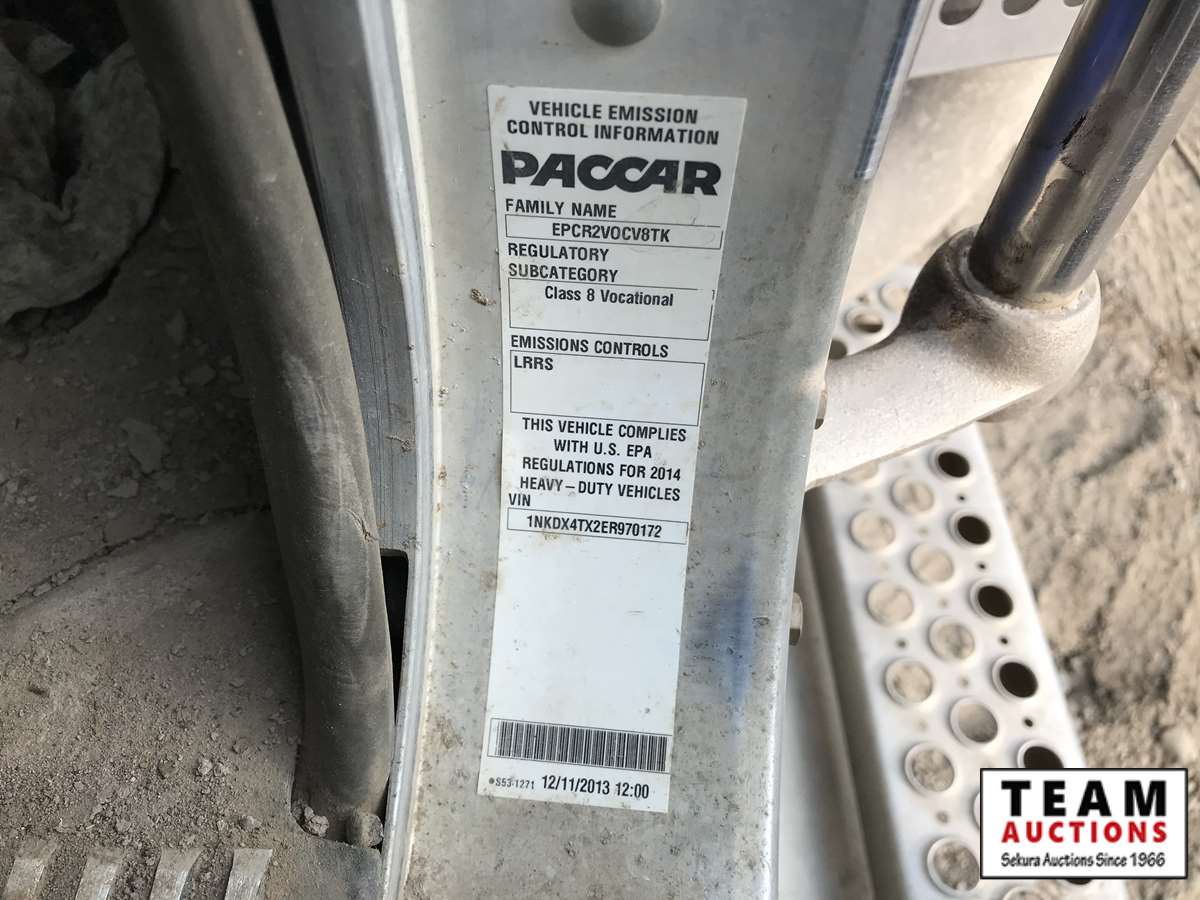 VEHICLE EMISSION
CONTROL INFORMATION
PACCAR
FAMILY NAME
EPCR2VOCV8TK
REGULATORY
SUBCATEGORY
Class 8 Vocational
EMISSIONS CONTROLS
LRRS
THIS VEHICLE COMPLIES
WITH U.S. EPA
REGULATIONS FOR 2014
HEAVY-DUTY VEHICLES
VIN
1NKDX4TX2ER970172
S53-1271 12/11/2013 12:00
TEAM
AUCTIONS
Sekura Auctions Since 1966